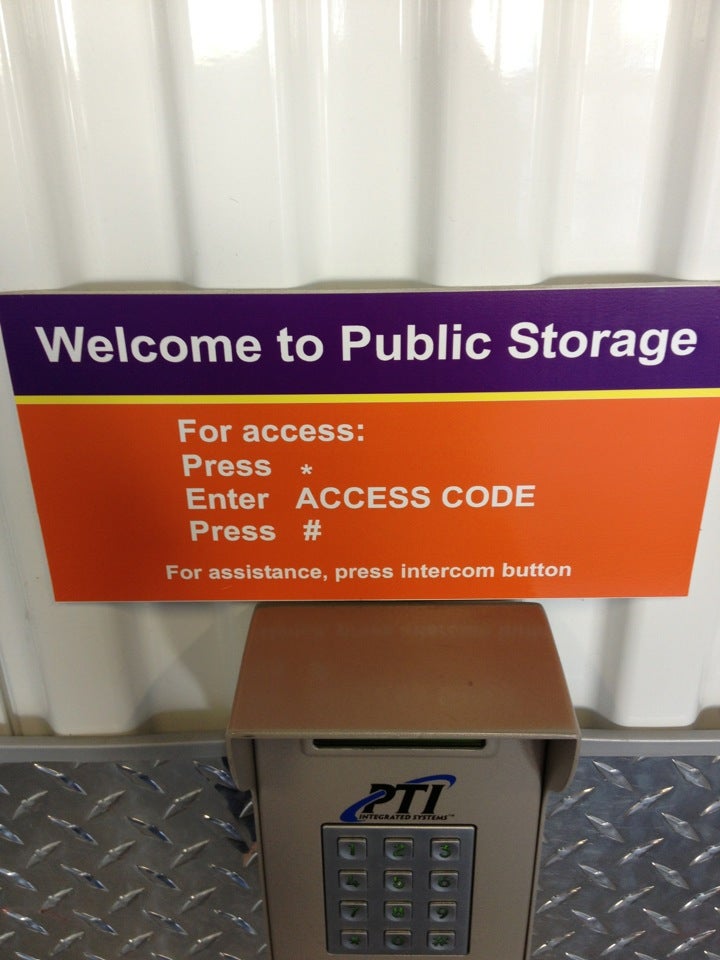 Welcome to Public Storage
For access:
Press *
Enter ACCESS CODE
Press #
For assistance, press intercom button
PTI
INTEGRATED SYSTEMS™
1 2 3
4 5 6
7 8 9
* 0 #